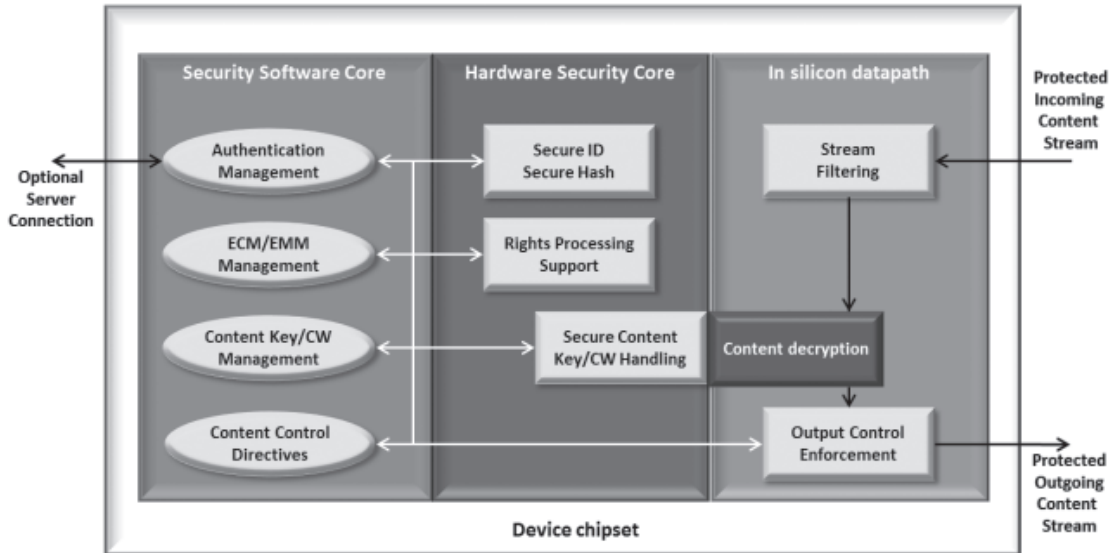 Security Software Core
Hardware Security Core
In silicon datapath
Protected
Incoming
Content
Stream
Optional
Server
Connection
Authentication
Management
Secure ID
Secure Hash
Stream
Filtering
ECM/EMM
Management
Rights Processing
Support
Content Key/CW
Management
Secure Content
Key/CW Handling
Content decryption
Content Control
Directives
Output Control
Enforcement
Protected
Outgoing
Content
Stream
Device chipset